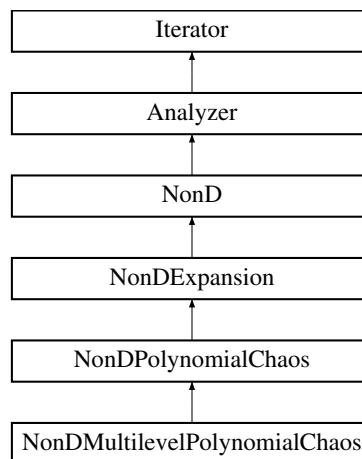 Iterator
Analyzer
NonD
NonDExpansion
NonDPolynomialChaos
NonDMultilevelPolynomialChaos